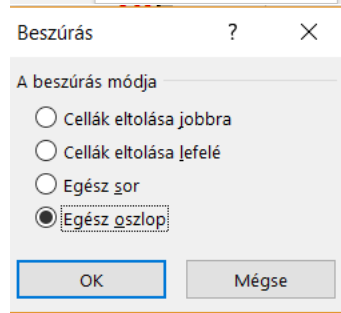 Beszúrás ?
A beszúrás módja
Cellák eltolása jobbra
Cellák eltolása lefelé
Egész sor
Egész oszlop
OK Mégse